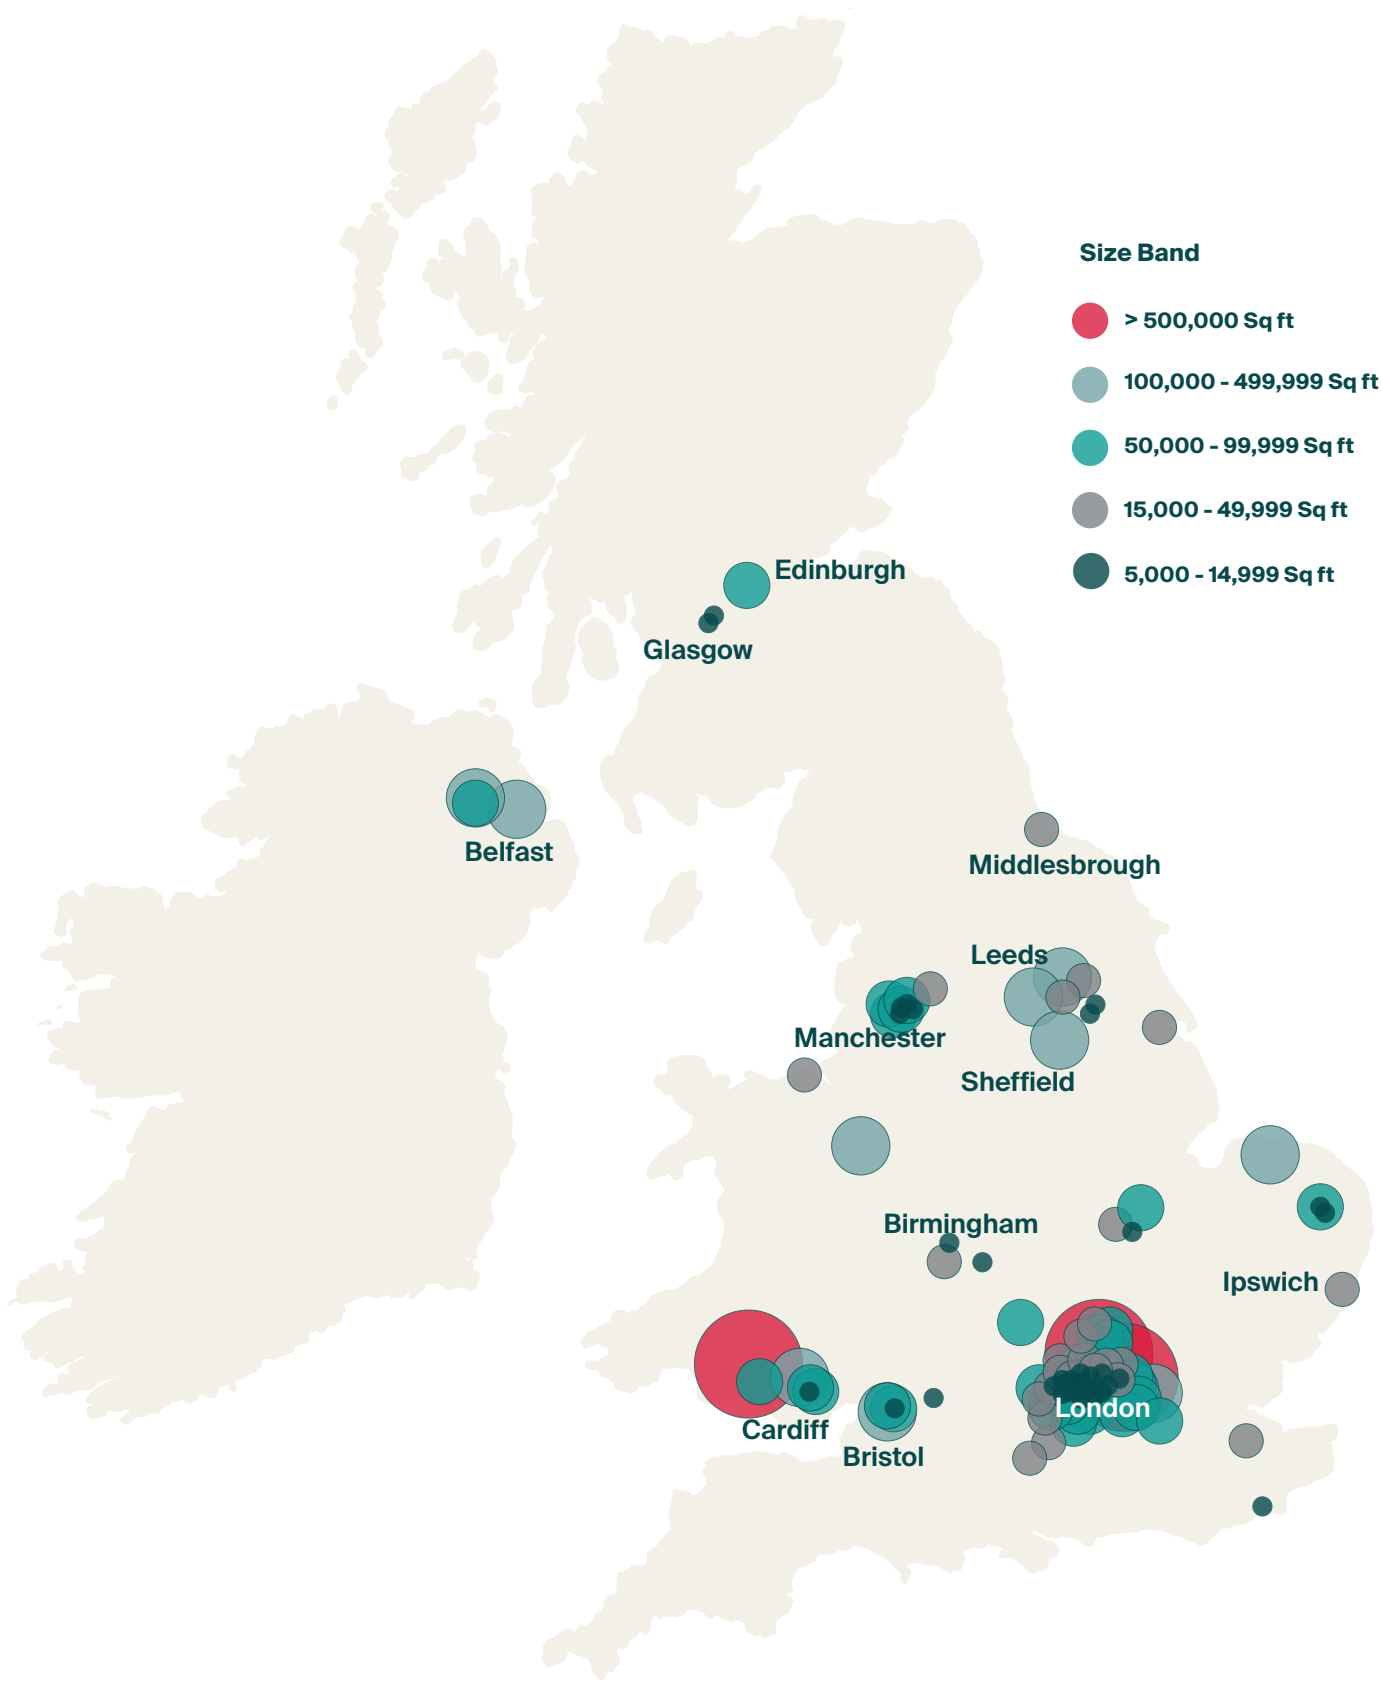 Size Band
> 500,000 Sq ft
100,000 - 499,999 Sq ft
50,000 - 99,999 Sq ft
15,000 - 49,999 Sq ft
5,000 - 14,999 Sq ft
Edinburgh
Glasgow
Belfast
Middlesbrough
Leeds
Manchester
Sheffield
Birmingham
Ipswich
London
Cardiff
Bristol